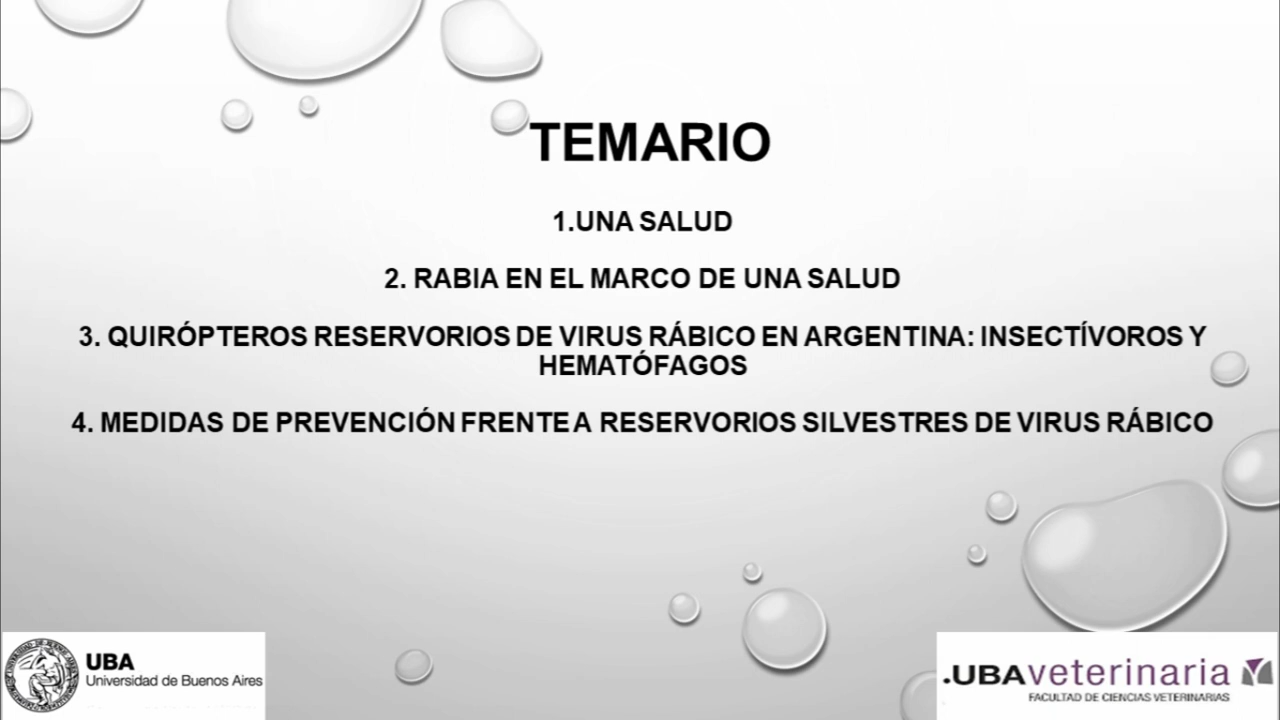 TEMARIO
1.UNA SALUD
2. RABIA EN EL MARCO DE UNA SALUD
3. QUIRÓPTEROS RESERVORIOS DE VIRUS RÁBICO EN ARGENTINA: INSECTÍVOROS Y
HEMATÓFAGOS
4. MEDIDAS DE PREVENCIÓN FRENTE A RESERVORIOS SILVESTRES DE VIRUS RÁBICO
UBA
Universidad de Buenos Aires
.UBAveterinaria
FACULTAD DE CIENCIAS VETERINARIAS